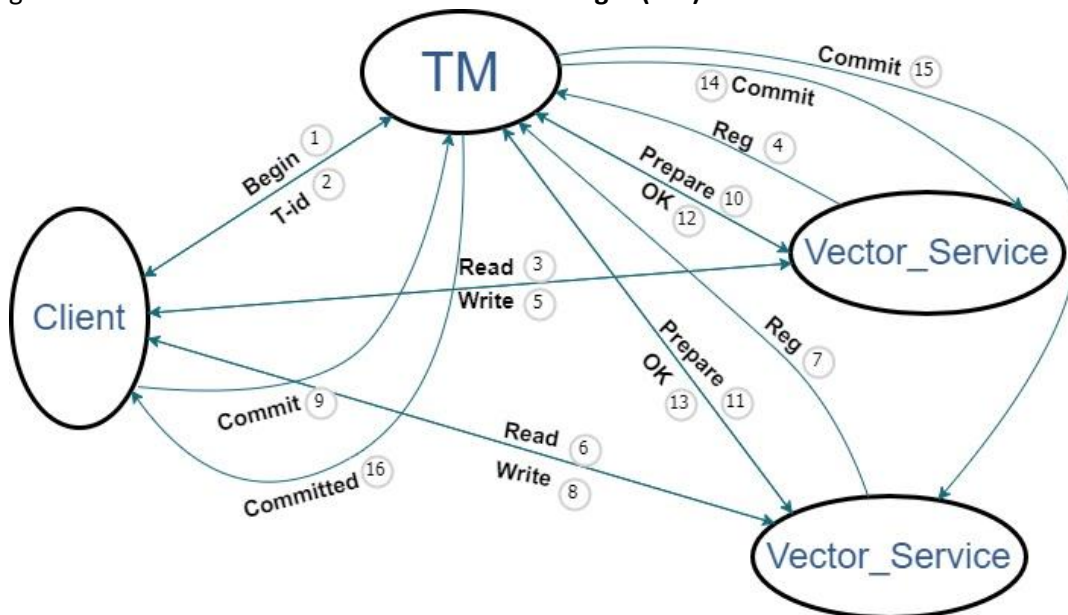 TM
Commit 15
14 Commit
Reg 4
Begin 1
T-id 2
Prepare 10
OK 12
Vector_Service
Read 3
Write 5
Client
Reg 7
Prepare 11
OK 13
Commit 9
Read 6
Write 8
Committed 16
Vector_Service